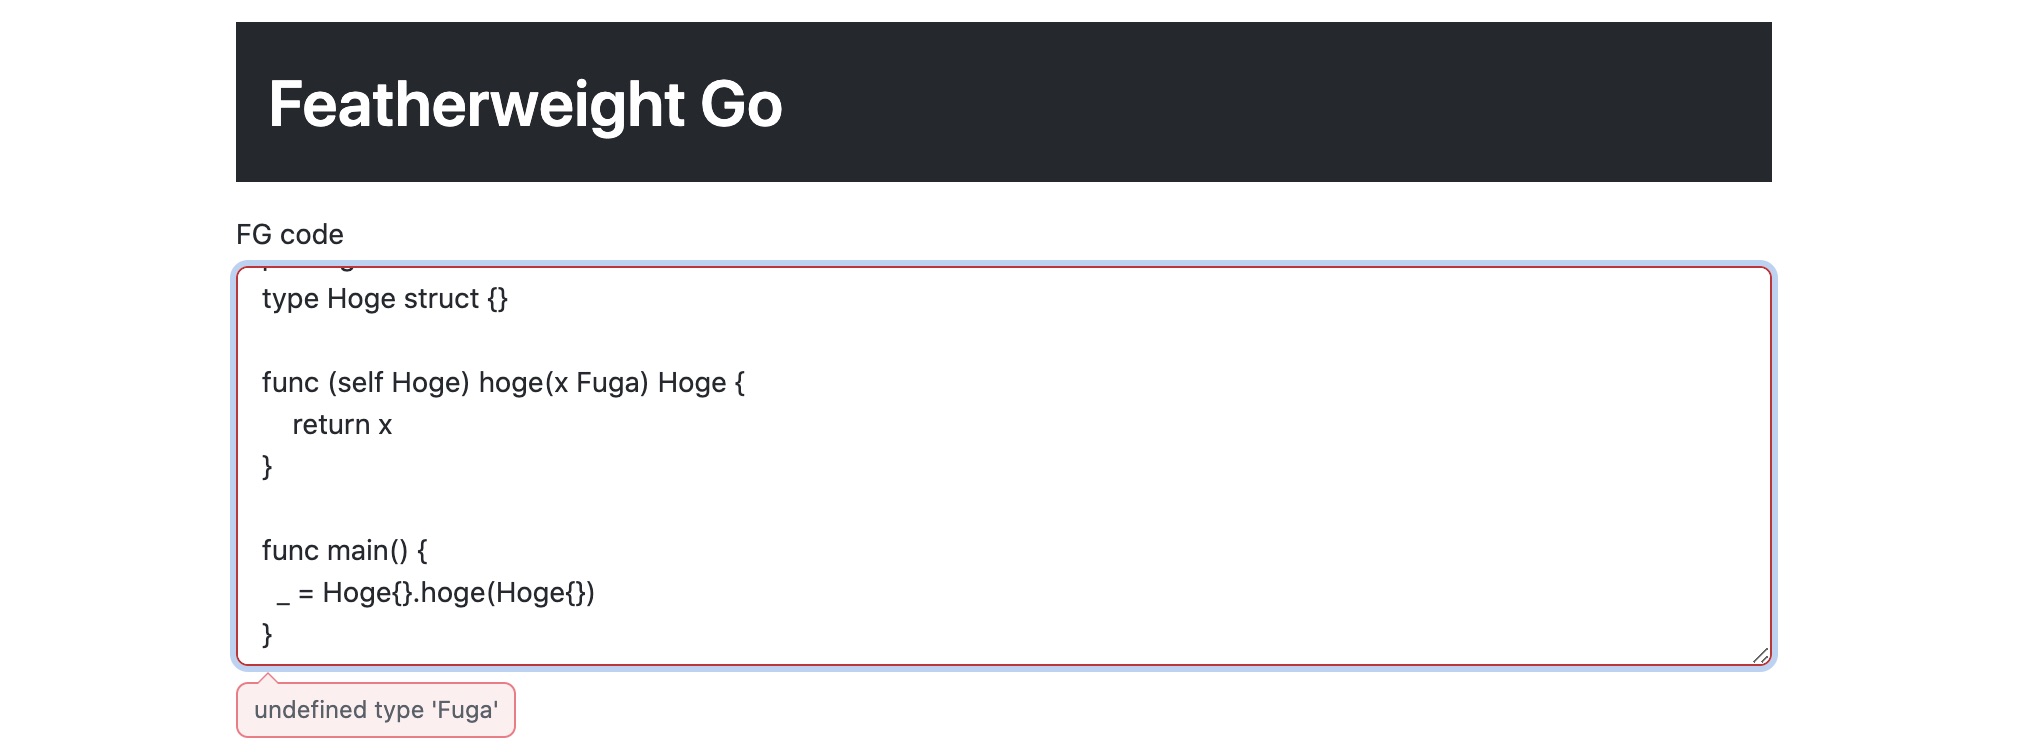 Featherweight Go
FG code
type Hoge struct {}
func (self Hoge) hoge(x Fuga) Hoge {
return x
}
func main() {
_ = Hoge{}.hoge(Hoge{})
}
undefined type 'Fuga'